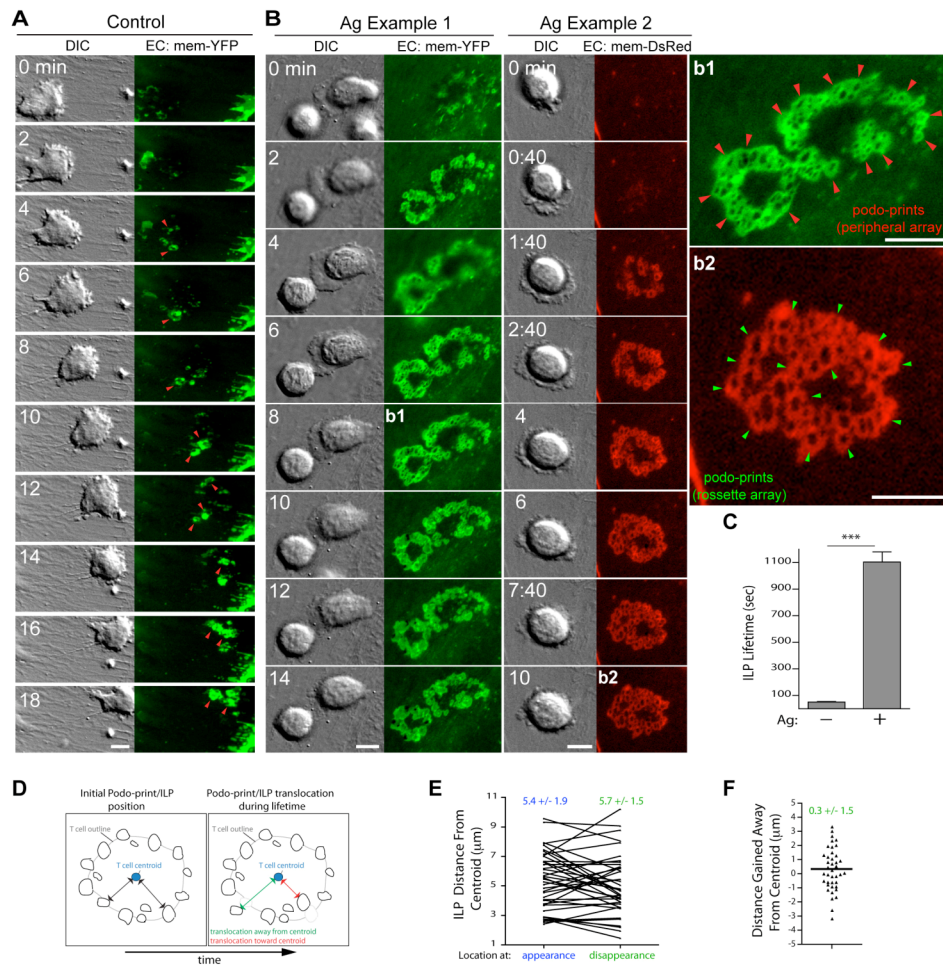 A
Control
DIC
EC: mem-YFP
0 min
2
4
6
8
10
12
14
16
18
B
Ag Example 1
DIC
EC: mem-YFP
0 min
2
4
6
8
b1
10
12
14
Ag Example 2
DIC
EC: mem-DsRed
0 min
0:40
1:40
2:40
4
6
7:40
10
b2
b1
podo-prints
(peripheral array)
b2
podo-prints
(rossette array)
C
***
ILP Lifetime (sec)
1100
900
700
500
300
100
Ag:
−
+
D
Initial Podo-print/ILP
position
T cell outline
T cell centroid
Podo-print/ILP translocation
during lifetime
T cell outline
T cell centroid
translocation away from centroid
translocation toward centroid
time
E
ILP Distance From
Centroid (μm)
11
9
7
5
3
1
5.4 +/- 1.9
5.7 +/- 1.5
Location at:
appearance
disappearance
F
Distance Gained Away
From Centroid (μm)
0.3 +/- 1.5
5
4
3
2
1
0
-1
-2
-3
-4
-5